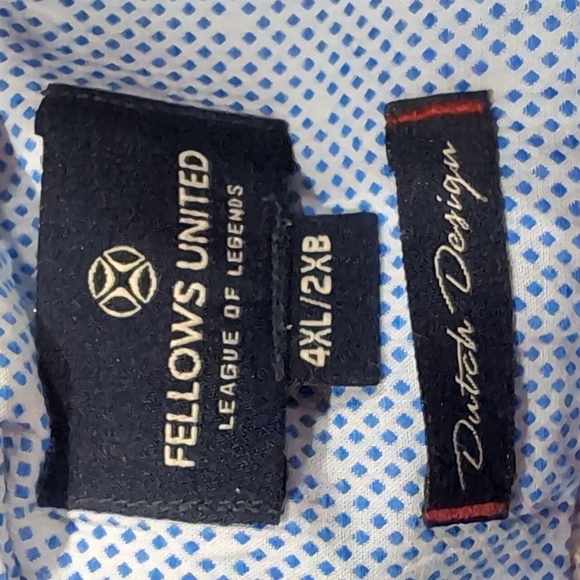 FELLOWS UNITED
LEAGUE OF LEGENDS
4XL/2XB
Dutch Design